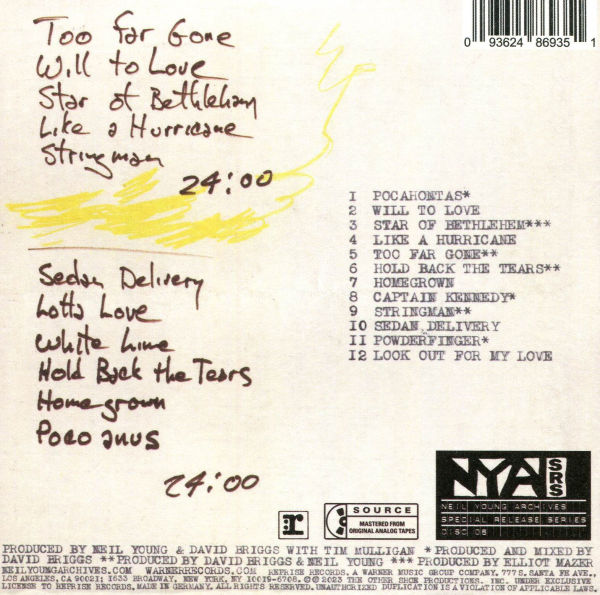 Too Far Gone
Will to Love
Star of Bethleham
Like a Hurricane
Stringman
24:00
Sedan Delivery
Lotta Love
White Line
Hold Back the Tears
Homegrown
Poco anus
24:00
0 93624 86935 1
1 POCAHONTAS*
2 WILL TO LOVE
3 STAR OF BETHLEHEM***
4 LIKE A HURRICANE
5 TOO FAR GONE**
6 HOLD BACK THE TEARS**
7 HOMEGROWN
8 CAPTAIN KENNEDY*
9 STRINGMAN**
10 SEDAN DELIVERY
11 POWDERFINGER*
12 LOOK OUT FOR MY LOVE
r
SOURCE
MASTERED FROM
ORIGINAL ANALOG TAPES
NYA
SRS
NEIL YOUNG ARCHIVES
SPECIAL RELEASE SERIES
DISC 06
PRODUCED BY NEIL YOUNG & DAVID BRIGGS WITH TIM MULLIGAN *PRODUCED AND MIXED BY
DAVID BRIGGS **PRODUCED BY DAVID BRIGGS & NEIL YOUNG ***PRODUCED BY ELLIOT MAZER
NEILYOUNGARCHIVES.COM WARNERRECORDS.COM REPRISE RECORDS, A WARNER MUSIC GROUP COMPANY, 777 S. SANTA FE AVE.,
LOS ANGELES, CA 90021; 1633 BROADWAY, NEW YORK, NY 10019-6708. ℗©2023 THE OTHER SHOE PRODUCTIONS, INC. UNDER EXCLUSIVE
LICENSE TO REPRISE RECORDS. MADE IN GERMANY. ALL RIGHTS RESERVED. UNAUTHORIZED DUPLICATION IS A VIOLATION OF APPLICABLE LAWS.